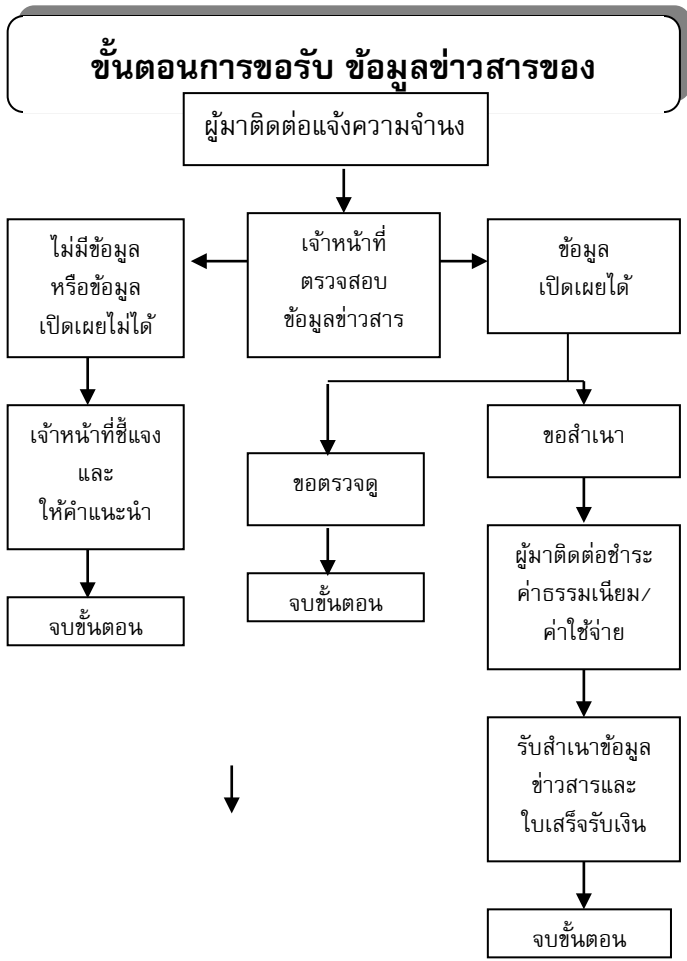 ขั้นตอนการขอรับ ข้อมูลข่าวสารของ
ผู้มาติดต่อแจ้งความจำนง
เจ้าหน้าที่
ตรวจสอบ
ข้อมูลข่าวสาร
ไม่มีข้อมูล
หรือข้อมูล
เปิดเผยไม่ได้
เจ้าหน้าที่ชี้แจง
และ
ให้คำแนะนำ
จบขั้นตอน
ข้อมูล
เปิดเผยได้
ขอตรวจดู
จบขั้นตอน
ขอสำเนา
ผู้มาติดต่อชำระ
ค่าธรรมเนียม/
ค่าใช้จ่าย
รับสำเนาข้อมูล
ข่าวสารและ
ใบเสร็จรับเงิน
จบขั้นตอน